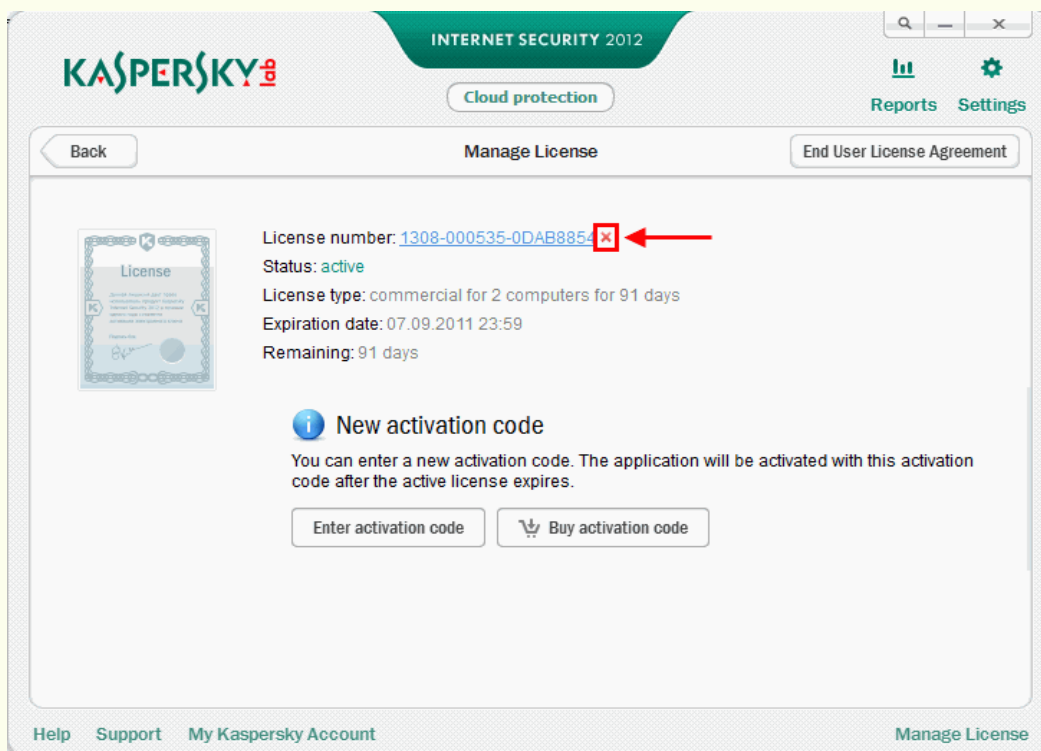 INTERNET SECURITY 2012
KASPERSKY lab
Cloud protection
Reports Settings
Back
Manage License
End User License Agreement
License
License number: 1308-000535-0DAB8854
Status: active
License type: commercial for 2 computers for 91 days
Expiration date: 07.09.2011 23:59
Remaining: 91 days
New activation code
You can enter a new activation code. The application will be activated with this activation
code after the active license expires.
Enter activation code
Buy activation code
Help Support My Kaspersky Account
Manage License